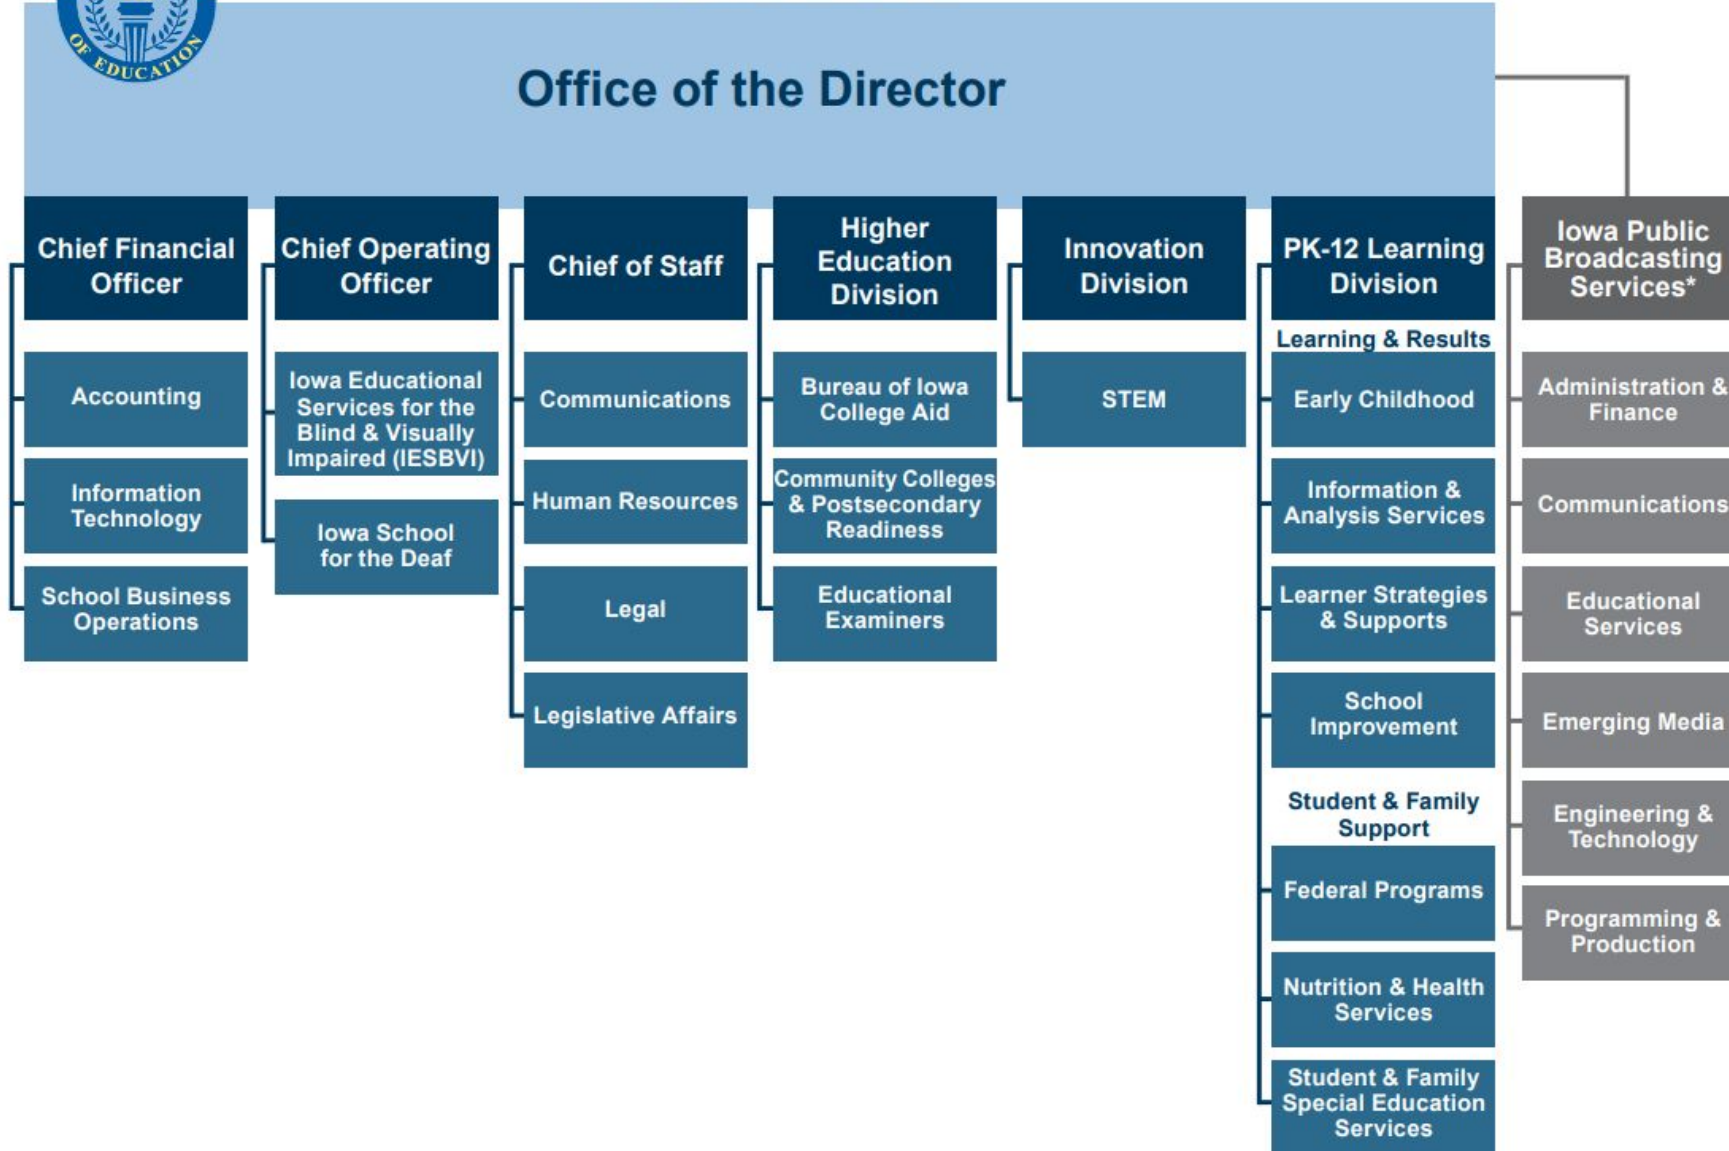 OF EDUCATION
Office of the Director
Chief Financial
Officer
Accounting
Information
Technology
School Business
Operations
Chief Operating
Officer
Iowa Educational
Services for the
Blind & Visually
Impaired (IESBVI)
Iowa School
for the Deaf
Chief of Staff
Communications
Human Resources
Legal
Legislative Affairs
Higher
Education
Division
Bureau of Iowa
College Aid
Community Colleges
& Postsecondary
Readiness
Educational
Examiners
Innovation
Division
STEM
PK-12 Learning
Division
Learning & Results
Early Childhood
Information &
Analysis Services
Learner Strategies
& Supports
School
Improvement
Student & Family
Support
Federal Programs
Nutrition & Health
Services
Student & Family
Special Education
Services
Iowa Public
Broadcasting
Services*
Administration &
Finance
Communications
Educational
Services
Emerging Media
Engineering &
Technology
Programming &
Production